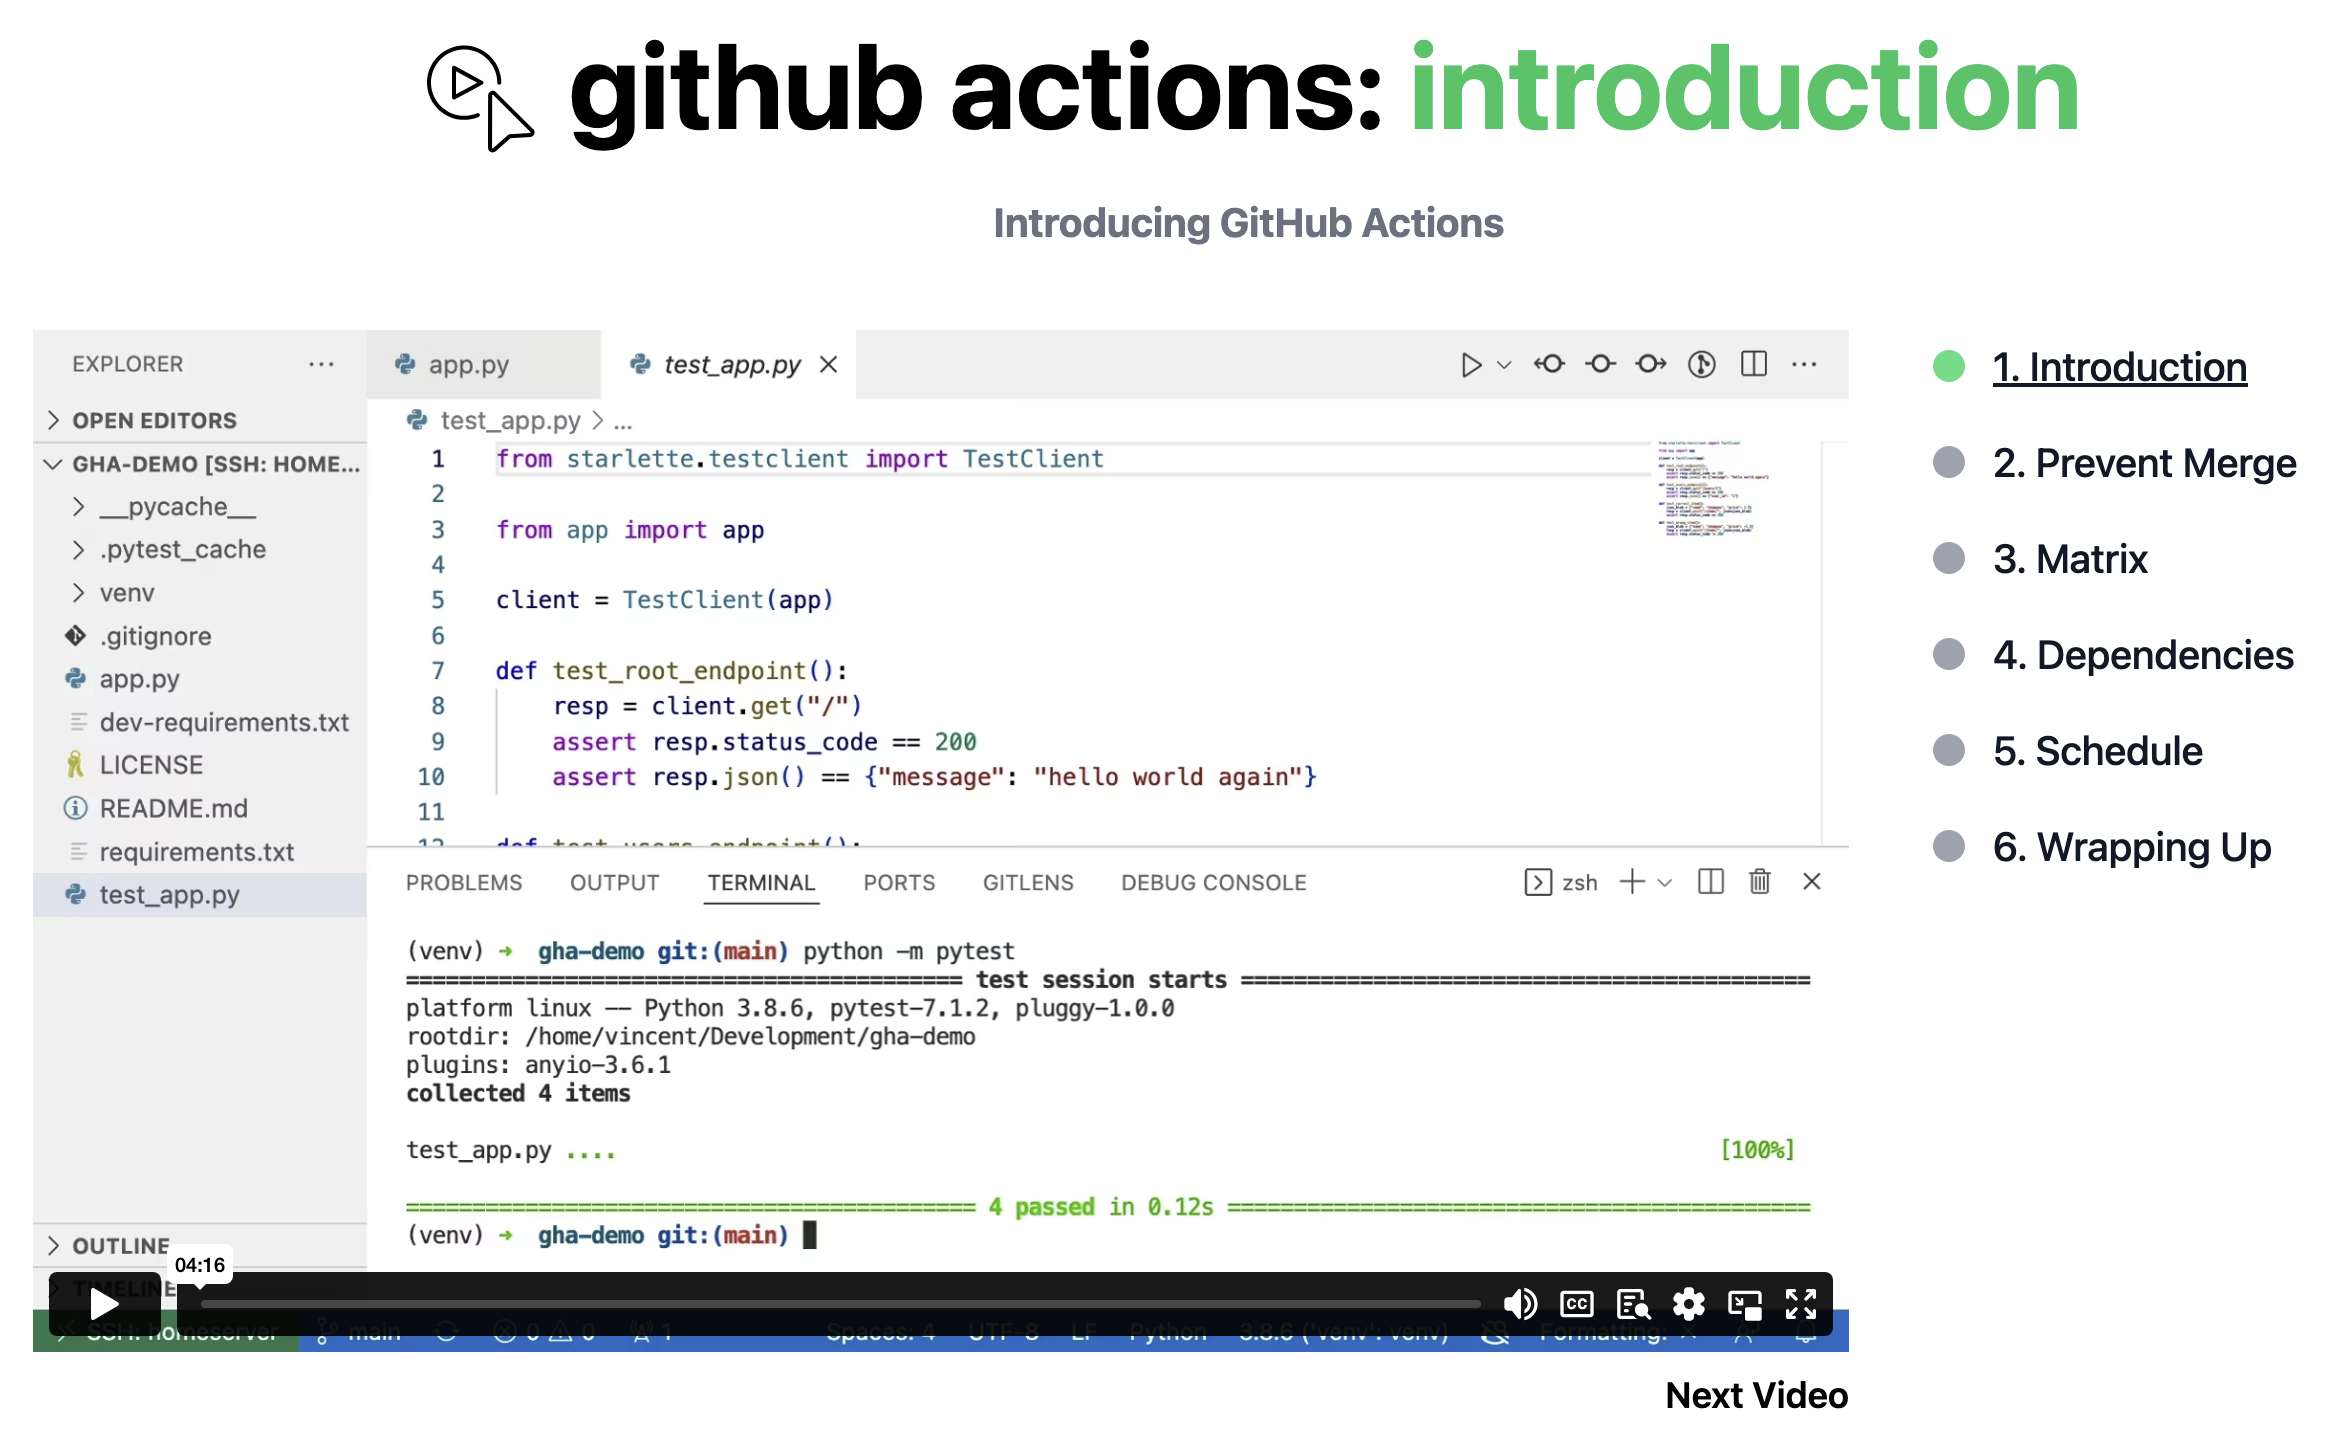 github actions: introduction
Introducing GitHub Actions
EXPLORER
OPEN EDITORS
GHA-DEMO [SSH: HOME...
__pycache__
.pytest_cache
venv
.gitignore
app.py
dev-requirements.txt
LICENSE
README.md
requirements.txt
test_app.py
OUTLINE
TIMELINE
app.py
test_app.py
test_app.py > ...
1 from starlette.testclient import TestClient
2
3 from app import app
4
5 client = TestClient(app)
6
7 def test_root_endpoint():
8 resp = client.get("/")
9 assert resp.status_code == 200
10 assert resp.json() == {"message": "hello world again"}
11
12 def test_users_endpoint():
PROBLEMS OUTPUT TERMINAL PORTS GITLENS DEBUG CONSOLE zsh
(venv) → gha-demo git:(main) python -m pytest
========================================== test session starts ===========================================
platform linux -- Python 3.8.6, pytest-7.1.2, pluggy-1.0.0
rootdir: /home/vincent/Development/gha-demo
plugins: anyio-3.6.1
collected 4 items
test_app.py .... [100%]
=========================================== 4 passed in 0.12s ============================================
(venv) → gha-demo git:(main)
04:16
CC
SSH: homeserver main 0 0 1 Spaces: 4 UTF-8 LF Python 3.8.6 ('venv': venv) Formatting: ×
1. Introduction
2. Prevent Merge
3. Matrix
4. Dependencies
5. Schedule
6. Wrapping Up
Next Video